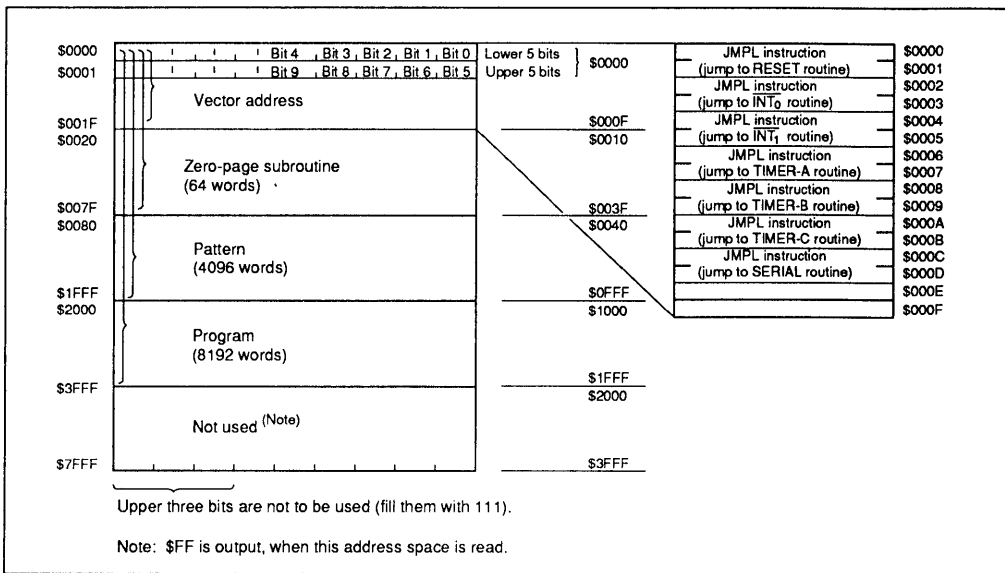 $0000
Bit 4 Bit 3 Bit 2 Bit 1 Bit 0
Lower 5 bits
$0001
Bit 9 Bit 8 Bit 7 Bit 6 Bit 5
Upper 5 bits
$0000
Vector address
$001F
$000F
$0020
$0010
Zero-page subroutine
(64 words)
$007F
$003F
$0080
$0040
Pattern
(4096 words)
$1FFF
$0FFF
$2000
$1000
Program
(8192 words)
$3FFF
$1FFF
$2000
Not used (Note)
$7FFF
$3FFF
JMPL instruction
(jump to RESET routine)
$0000
$0001
JMPL instruction
(jump to INT0 routine)
$0002
$0003
JMPL instruction
(jump to INT1 routine)
$0004
$0005
JMPL instruction
(jump to TIMER-A routine)
$0006
$0007
JMPL instruction
(jump to TIMER-B routine)
$0008
$0009
JMPL instruction
(jump to TIMER-C routine)
$000A
$000B
JMPL instruction
(jump to SERIAL routine)
$000C
$000D
$000E
$000F
Upper three bits are not to be used (fill them with 111).
Note: $FF is output, when this address space is read.